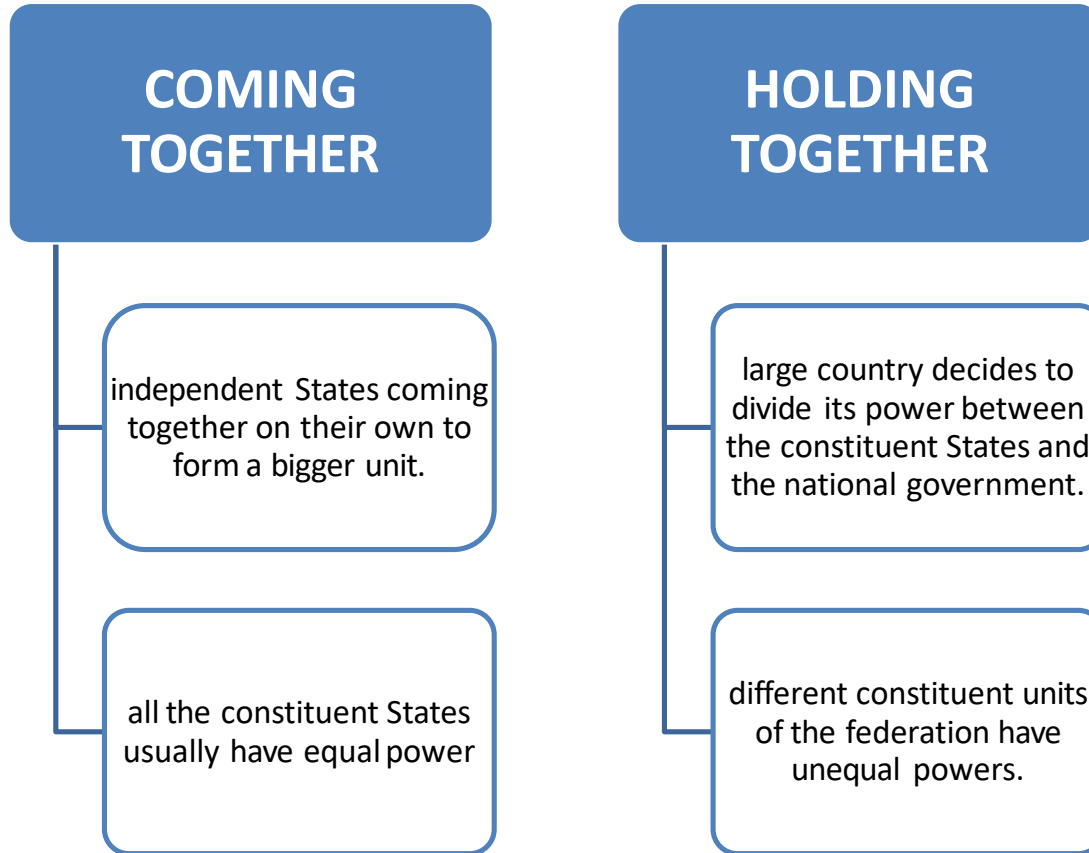 COMING
TOGETHER
independent States coming
together on their own to
form a bigger unit.
all the constituent States
usually have equal power
HOLDING
TOGETHER
large country decides to
divide its power between
the constituent States and
the national government.
different constituent units
of the federation have
unequal powers.